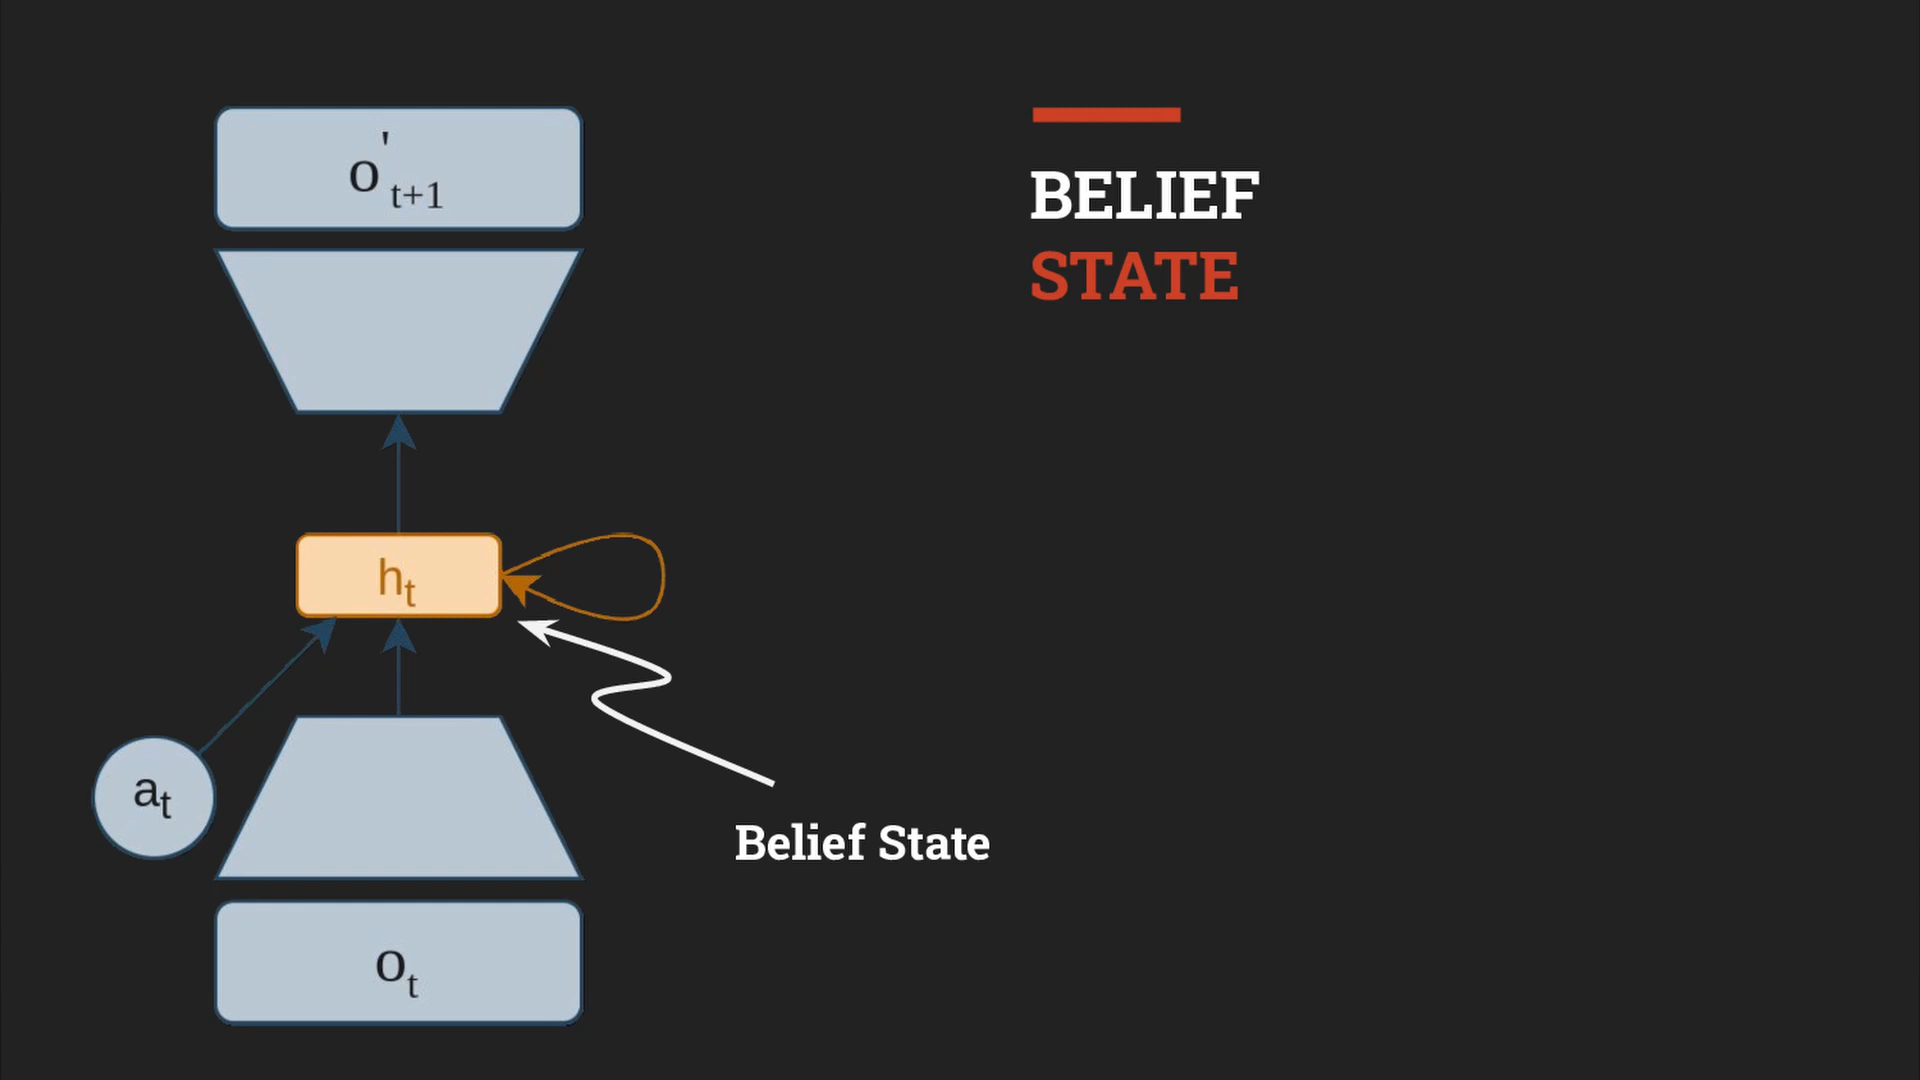 o't+1
BELIEF
STATE
ht
at
Belief State
ot